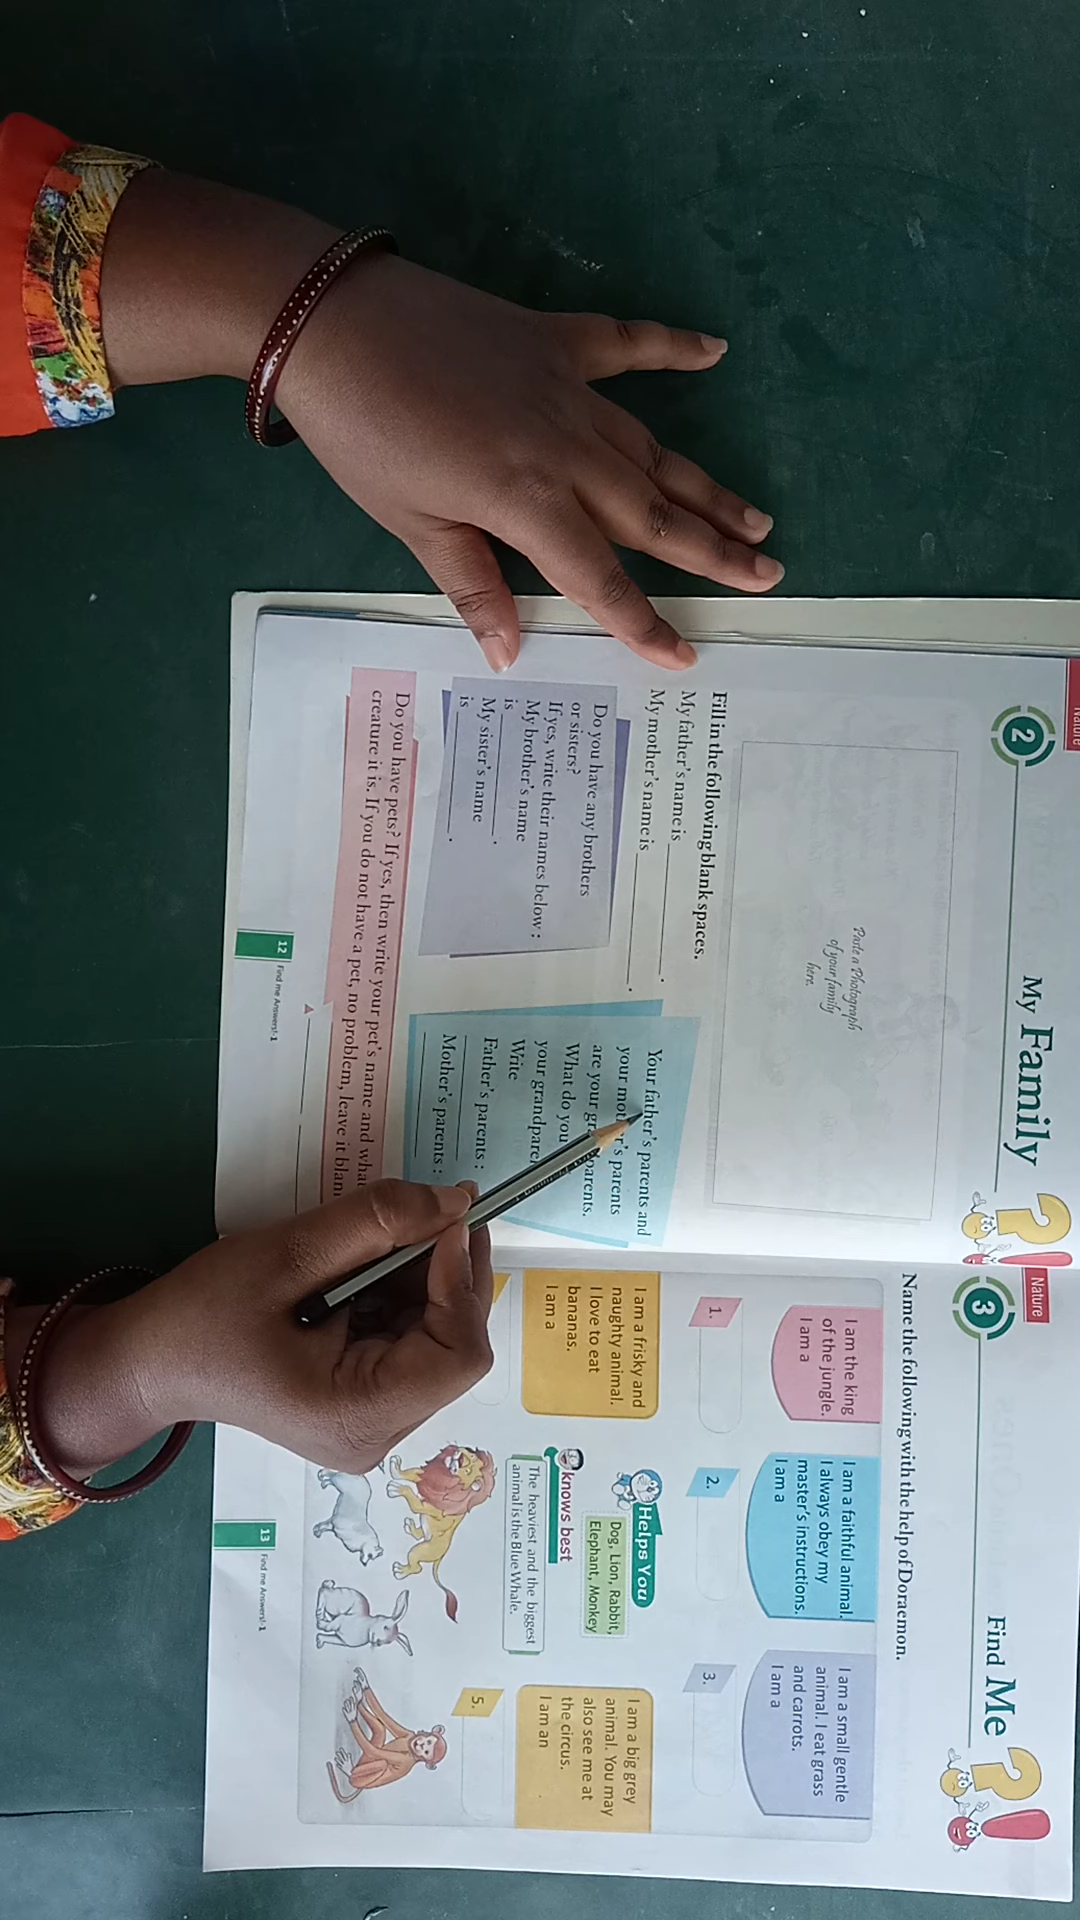 Nature
2
My Family
Paste a Photograph
of your family
here.
Fill in the following blank spaces.
My father's name is ____________.
My mother's name is ____________.
Do you have any brothers
or sisters?
If yes, write their names below :
My brother's name
is ____________.
My sister's name
is ____________.
Your father's parents and
your parents
are your
What do you
your
Write
Father's parents :
____________
Mother's parents :
____________
Do you have pets? If yes, then write your pet's name and
creature it is. If you do not have a pet, no problem, leave it
A ____________ ____________
12 Find me Answers!-1
Nature
3
Find Me
Name the following with the help of Doraemon.
I am the king
of the jungle.
I am a
1.
I am a faithful animal.
I always obey my
master's instructions.
I am a
2.
I am a small gentle
animal. I eat grass
and carrots.
I am a
3.
I am a frisky and
naughty animal.
I love to eat
bananas.
I am a
Helps You
Dog, Lion, Rabbit,
Elephant, Monkey
knows best
The heaviest and the biggest
animal is the Blue Whale.
I am a big grey
animal. You may
also see me at
the circus.
I am an
5.
13 Find me Answers!-1